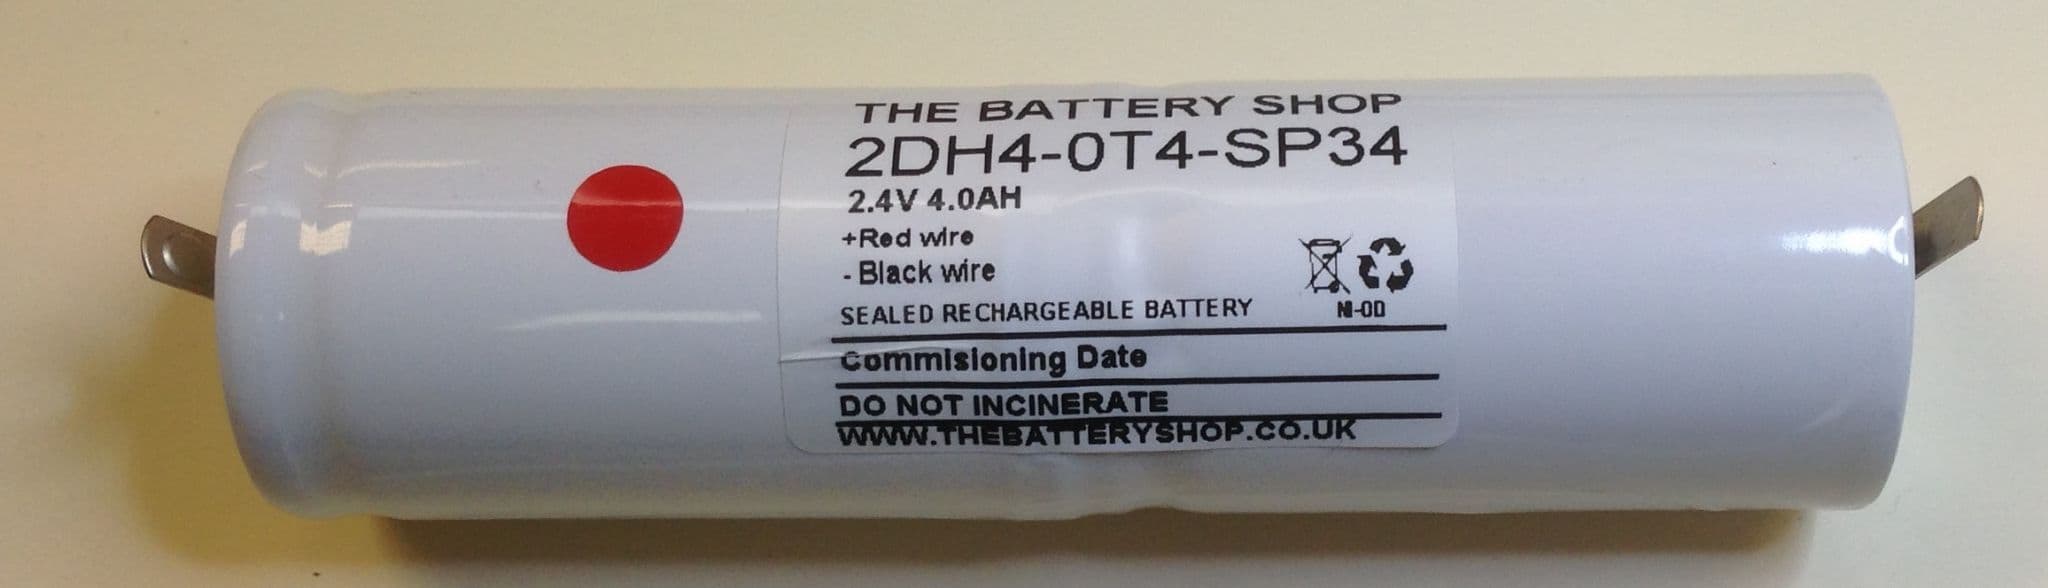 THE BATTERY SHOP
2DH4-0T4-SP34
2.4V 4.0AH
+Red wire
- Black wire
SEALED RECHARGEABLE BATTERY
NI-OD
Commisioning Date
DO NOT INCINERATE
WWW.THEBATTERYSHOP.CO.UK